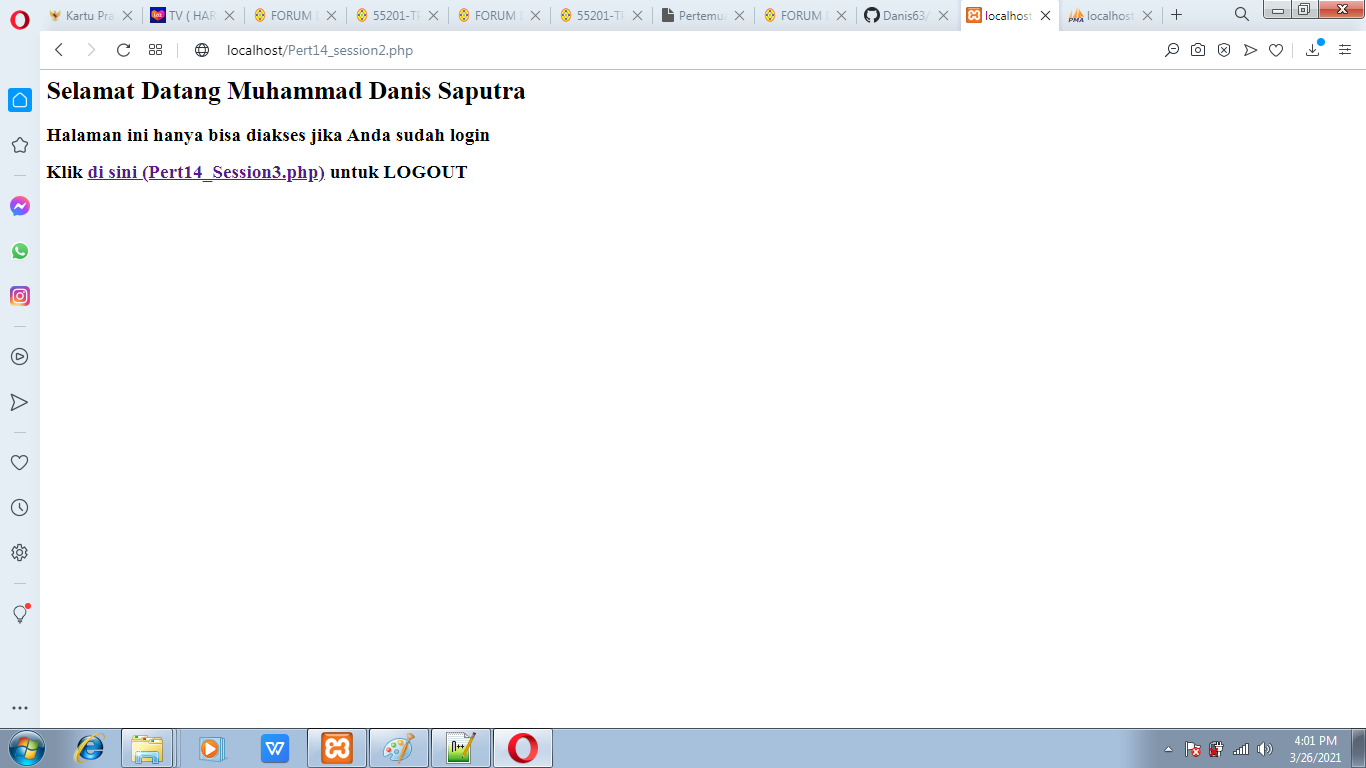 Kartu Pra
TV ( HAR
FORUM
55201-TI
FORUM
55201-TI
Pertemua
FORUM
Danis63/
localhost
localhost
localhost/Pert14_session2.php
Selamat Datang Muhammad Danis Saputra
Halaman ini hanya bisa diakses jika Anda sudah login
Klik di sini (Pert14_Session3.php) untuk LOGOUT
4:01 PM
3/26/2021